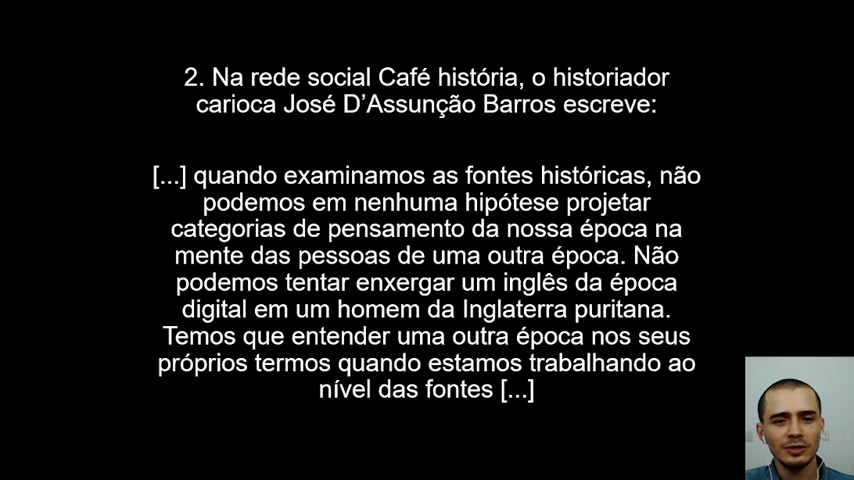 2. Na rede social Café história, o historiador
carioca José D’Assunção Barros escreve:
[...] quando examinamos as fontes históricas, não
podemos em nenhuma hipótese projetar
categorias de pensamento da nossa época na
mente das pessoas de uma outra época. Não
podemos tentar enxergar um inglês da época
digital em um homem da Inglaterra puritana.
Temos que entender uma outra época nos seus
próprios termos quando estamos trabalhando ao
nível das fontes [...]